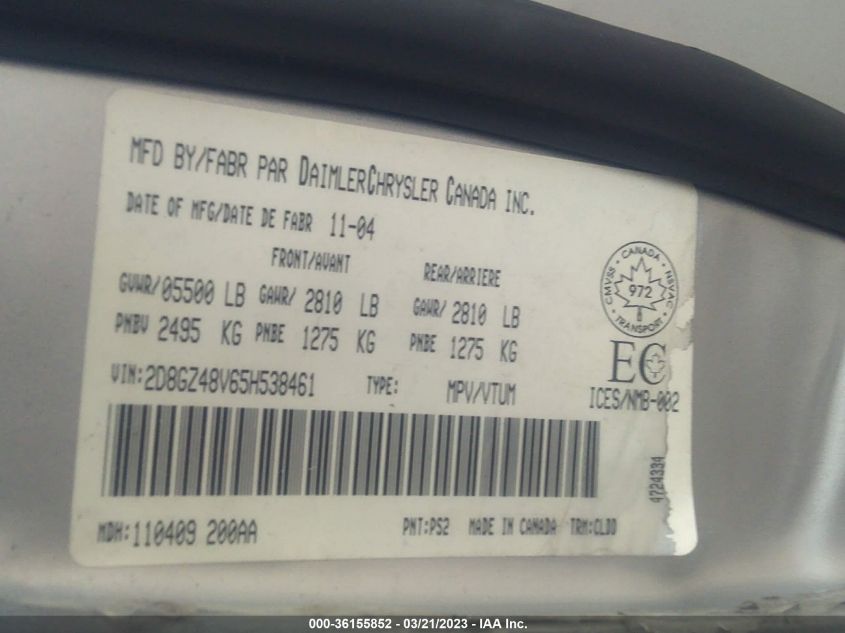 MFD BY/FABR PAR DAIMLERCHRYSLER CANADA INC.
DATE OF MFG/DATE DE FABR 11-04
FRONT/AVANT REAR/ARRIERE
GVWR/05500 LB GAWR/ 2810 LB GAWR/ 2810 LB
PNBV 2495 KG PNBE 1275 KG PNBE 1275 KG
VIN:2D8GZ48V65H538461 TYPE: MPV/VTUM
CMVSS • CANADA • NSVAC • TRANSPORT •
972
EC
ICES/NMB-002
4724334
MDH:110409 200AA PNT:PS2 MADE IN CANADA TRM:CLDD
000-36155852 / 03/21/2023 - IAA Inc.